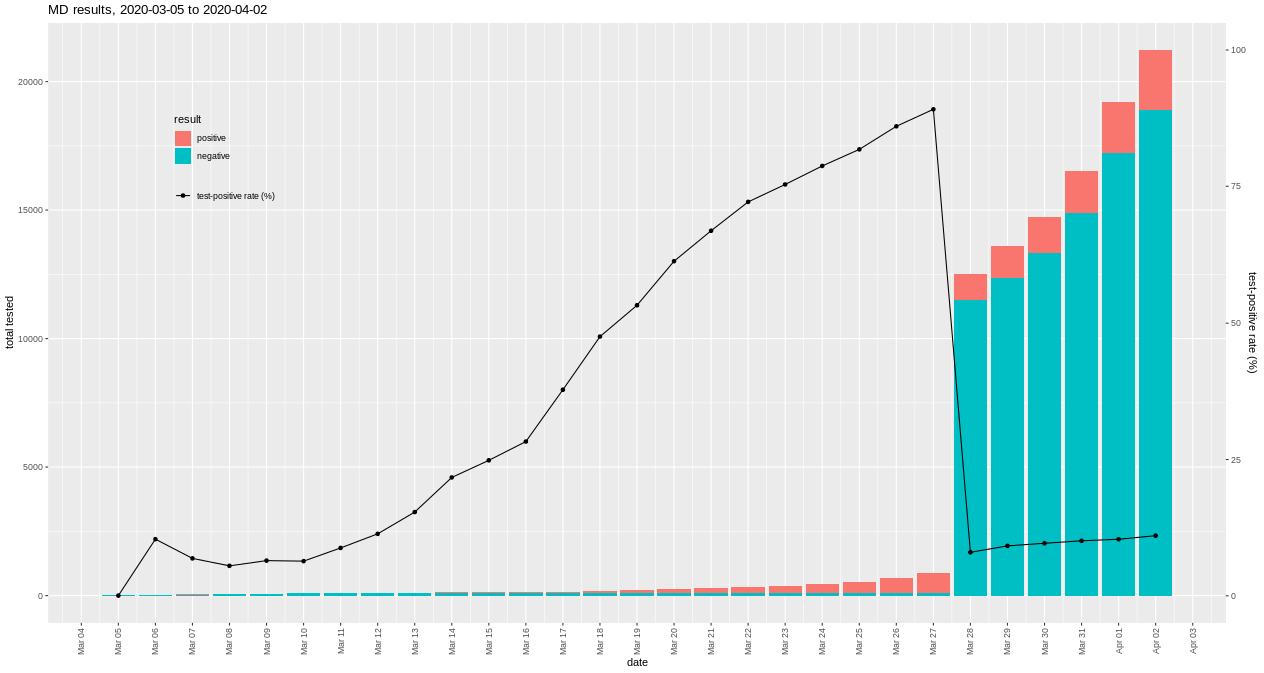 MD results, 2020-03-05 to 2020-04-02
result
positive
negative
test-positive rate (%)
total tested
20000
15000
10000
5000
0
100
75
50
25
0
test-positive rate (%)
Mar 04
Mar 05
Mar 06
Mar 07
Mar 08
Mar 09
Mar 10
Mar 11
Mar 12
Mar 13
Mar 14
Mar 15
Mar 16
Mar 17
Mar 18
Mar 19
Mar 20
Mar 21
Mar 22
Mar 23
Mar 24
Mar 25
Mar 26
Mar 27
Mar 28
Mar 29
Mar 30
Mar 31
Apr 01
Apr 02
Apr 03
date